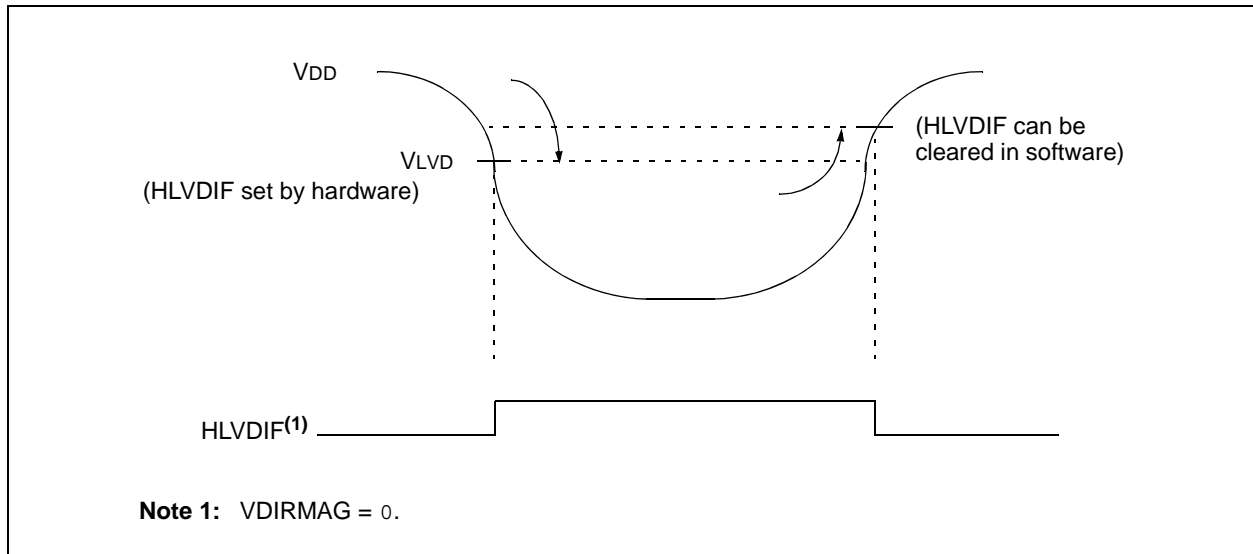 VDD
(HLVDIF can be
cleared in software)
VLVD
(HLVDIF set by hardware)
HLVDIF(1)
Note 1: VDIRMAG = 0.